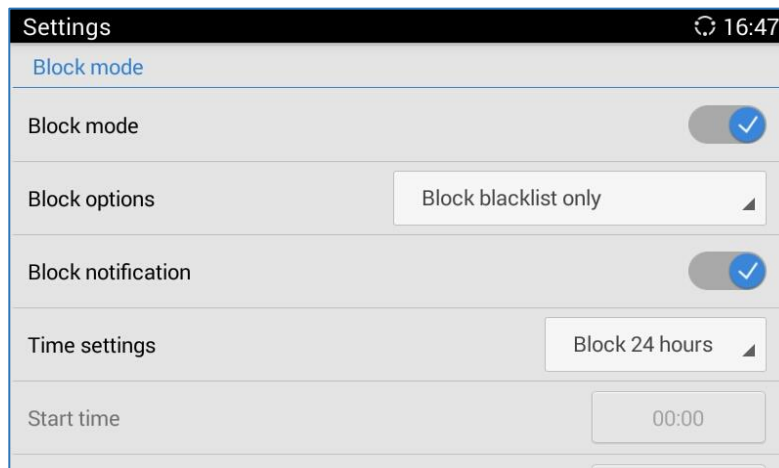 Settings 16:47
Block mode
Block mode
Block options Block blacklist only
Block notification
Time settings Block 24 hours
Start time 00:00